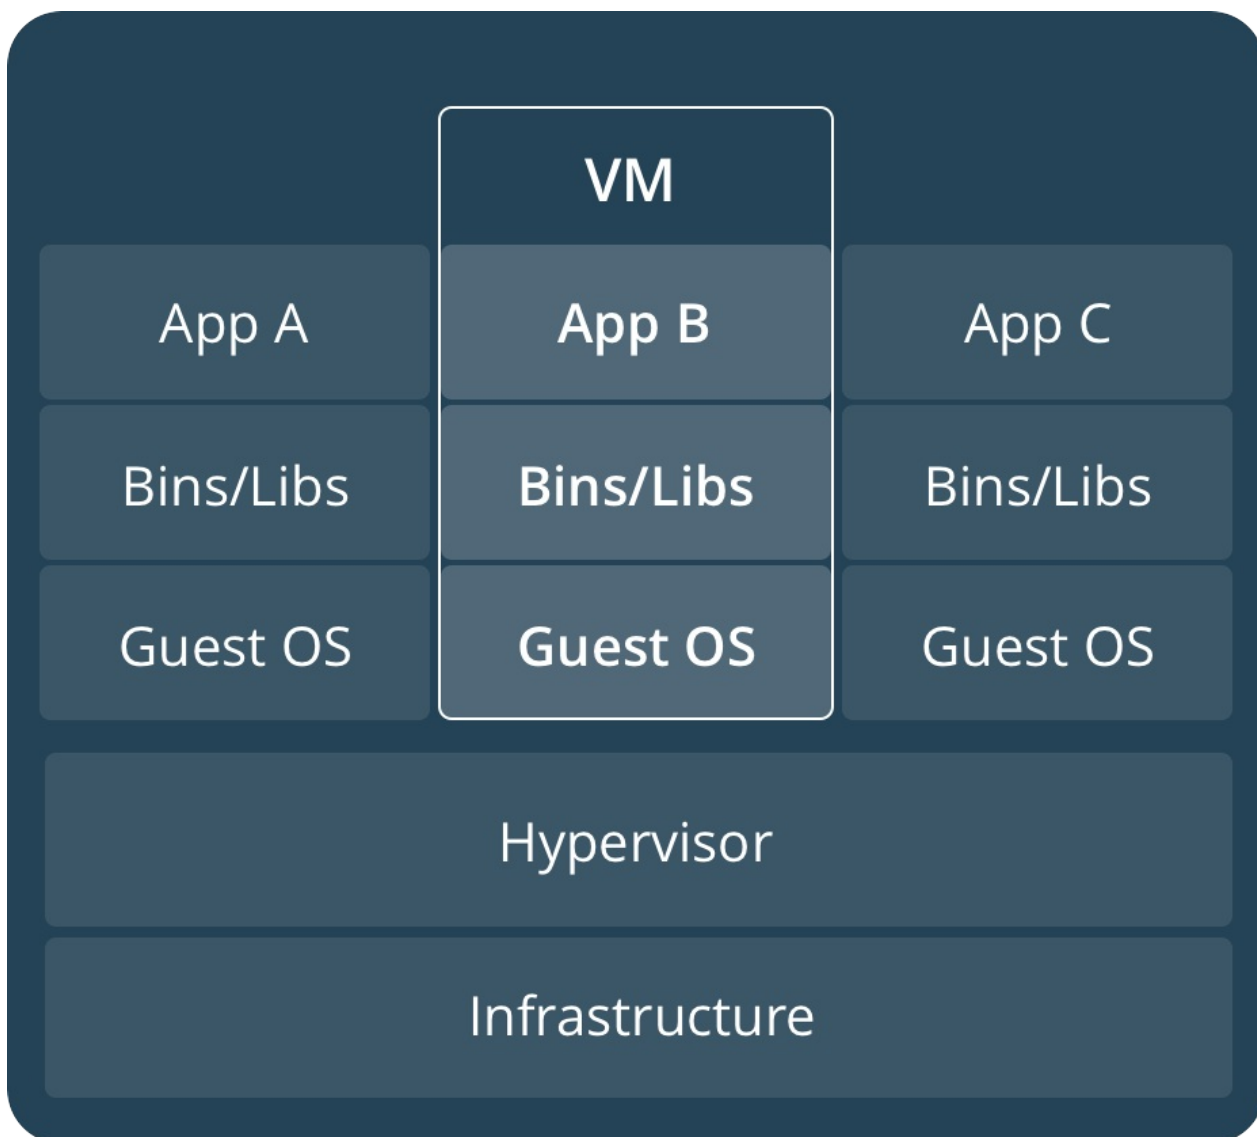 VM
App A
App B
App C
Bins/Libs
Bins/Libs
Bins/Libs
Guest OS
Guest OS
Guest OS
Hypervisor
Infrastructure